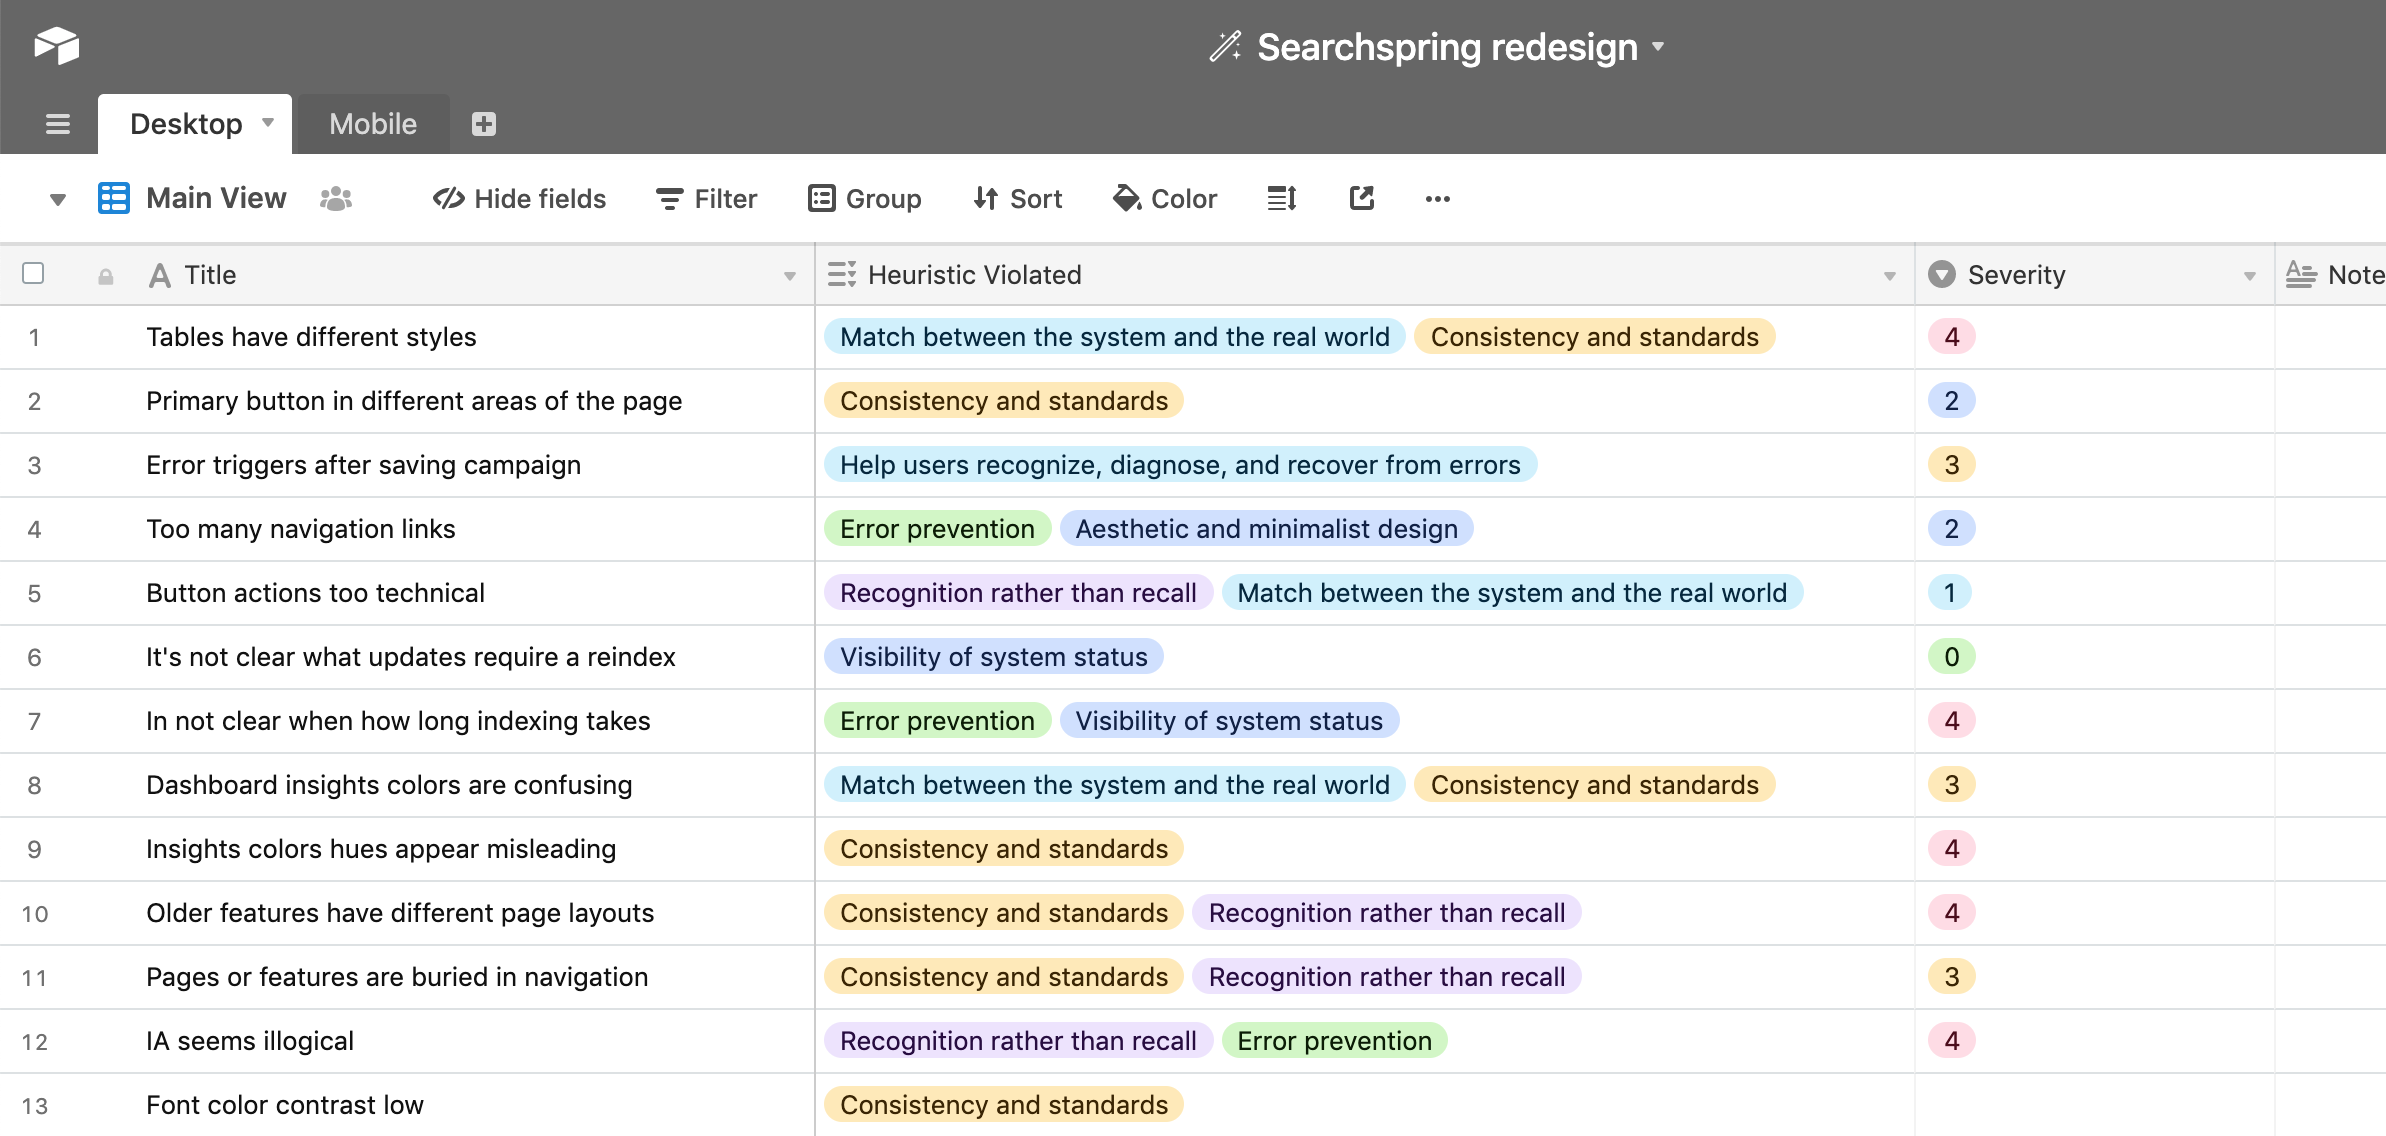 Searchspring redesign
Desktop Mobile
Main View Hide fields Filter Group Sort Color
Title Heuristic Violated Severity Note
1 Tables have different styles Match between the system and the real world Consistency and standards 4
2 Primary button in different areas of the page Consistency and standards 2
3 Error triggers after saving campaign Help users recognize, diagnose, and recover from errors 3
4 Too many navigation links Error prevention Aesthetic and minimalist design 2
5 Button actions too technical Recognition rather than recall Match between the system and the real world 1
6 It's not clear what updates require a reindex Visibility of system status 0
7 In not clear when how long indexing takes Error prevention Visibility of system status 4
8 Dashboard insights colors are confusing Match between the system and the real world Consistency and standards 3
9 Insights colors hues appear misleading Consistency and standards 4
10 Older features have different page layouts Consistency and standards Recognition rather than recall 4
11 Pages or features are buried in navigation Consistency and standards Recognition rather than recall 3
12 IA seems illogical Recognition rather than recall Error prevention 4
13 Font color contrast low Consistency and standards